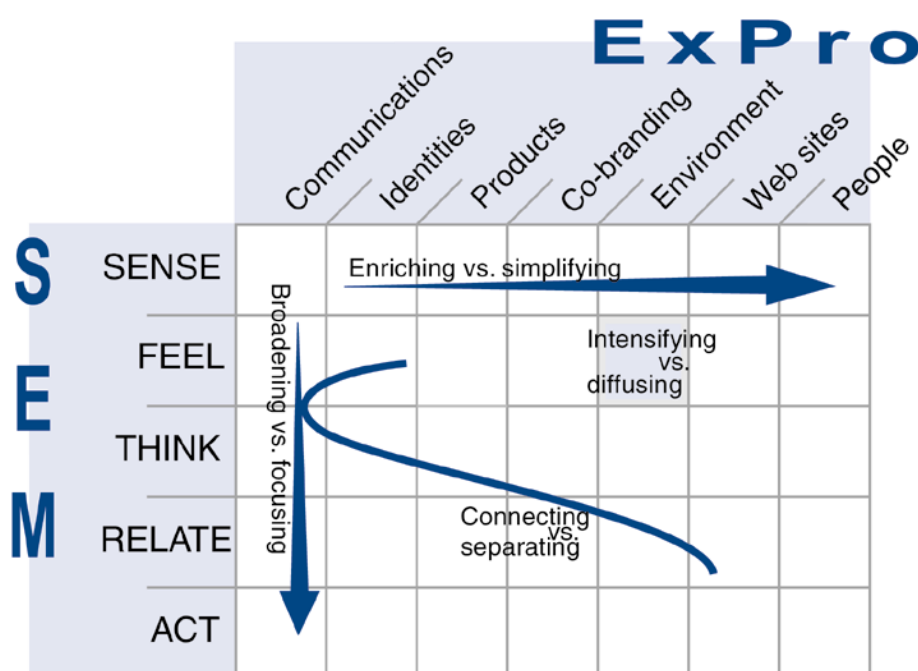 ExPro
Communications
Identities
Products
Co-branding
Environment
Web sites
People
SEM
SENSE
FEEL
THINK
RELATE
ACT
Enriching vs. simplifying
Broadening vs. focusing
Intensifying
vs.
diffusing
Connecting
vs.
separating